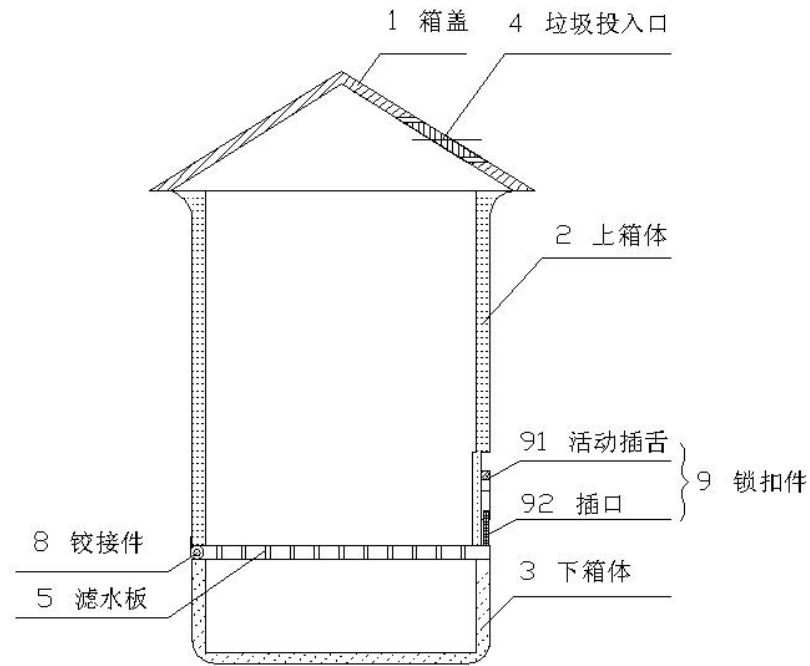 1 箱盖
4 垃圾投入口
2 上箱体
91 活动插舌
9 锁扣件
92 插口
8 铰接件
3 下箱体
5 滤水板